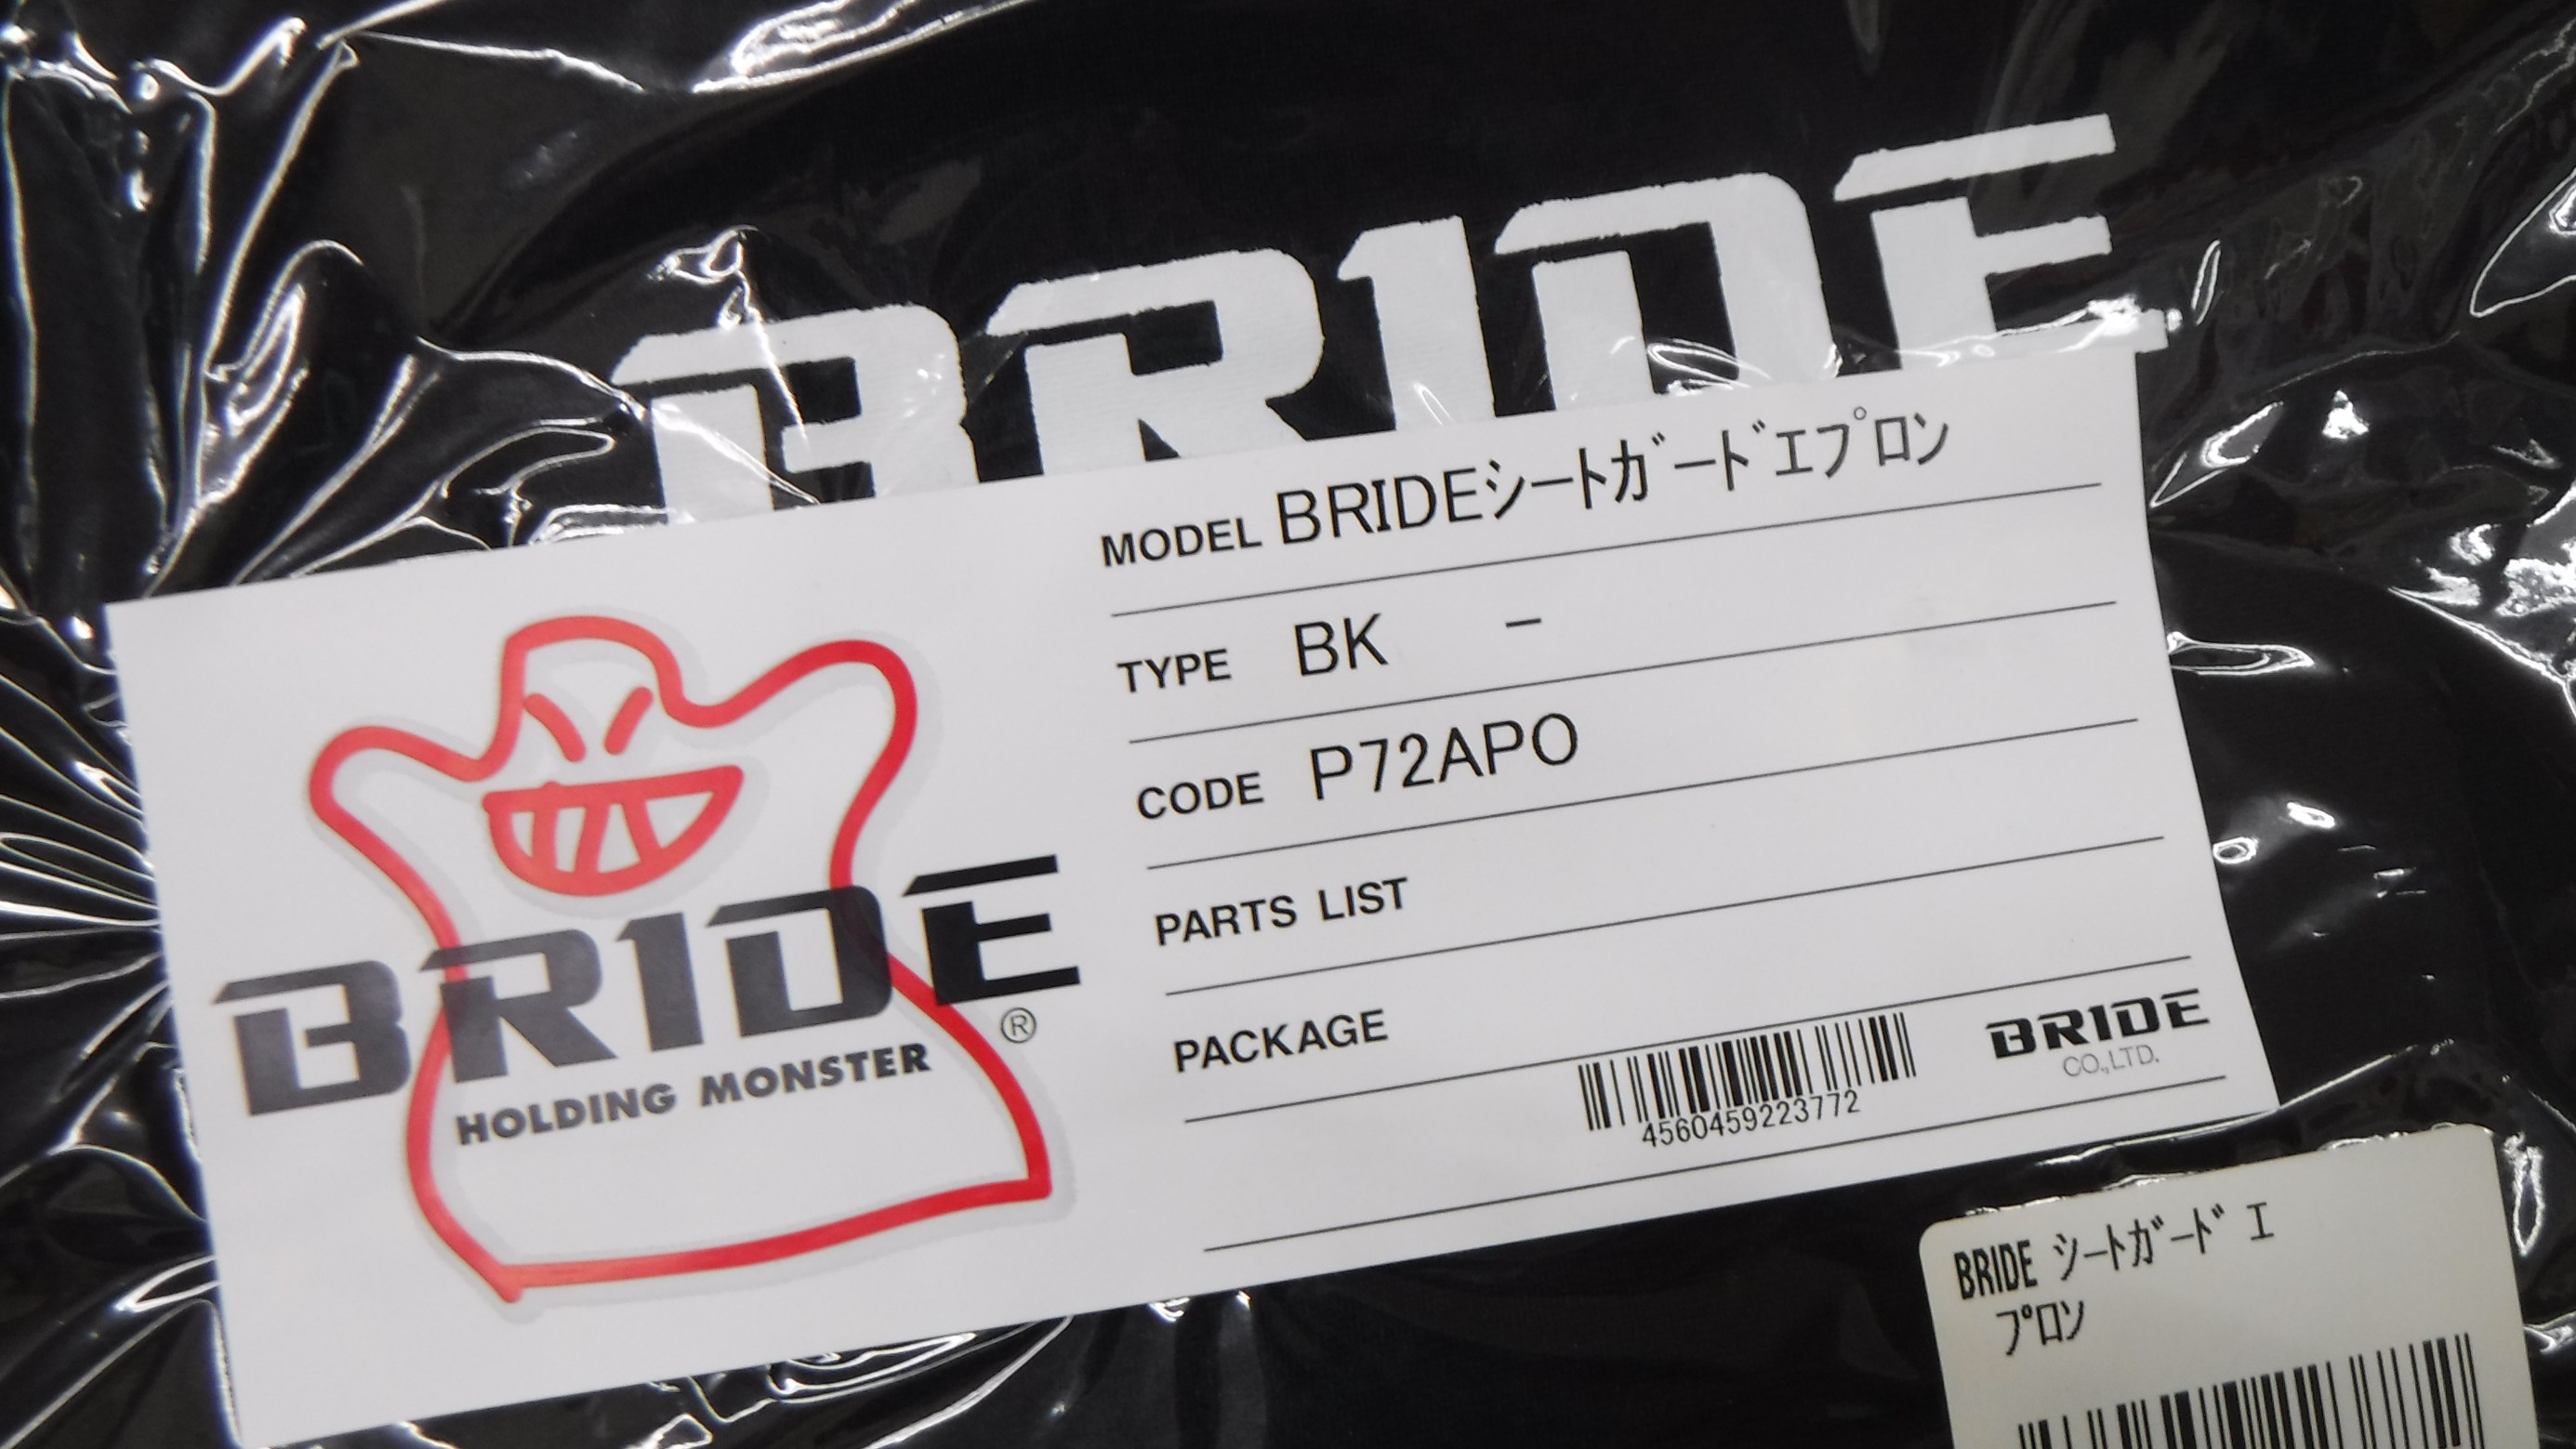 BRIDE
MODEL BRIDEシートガードエプロン
TYPE BK -
CODE P72APO
PARTS LIST
PACKAGE
4560459223772
BRIDE
CO.,LTD.
BRIDE
®
HOLDING MONSTER
BRIDE シートガード エ
プロン